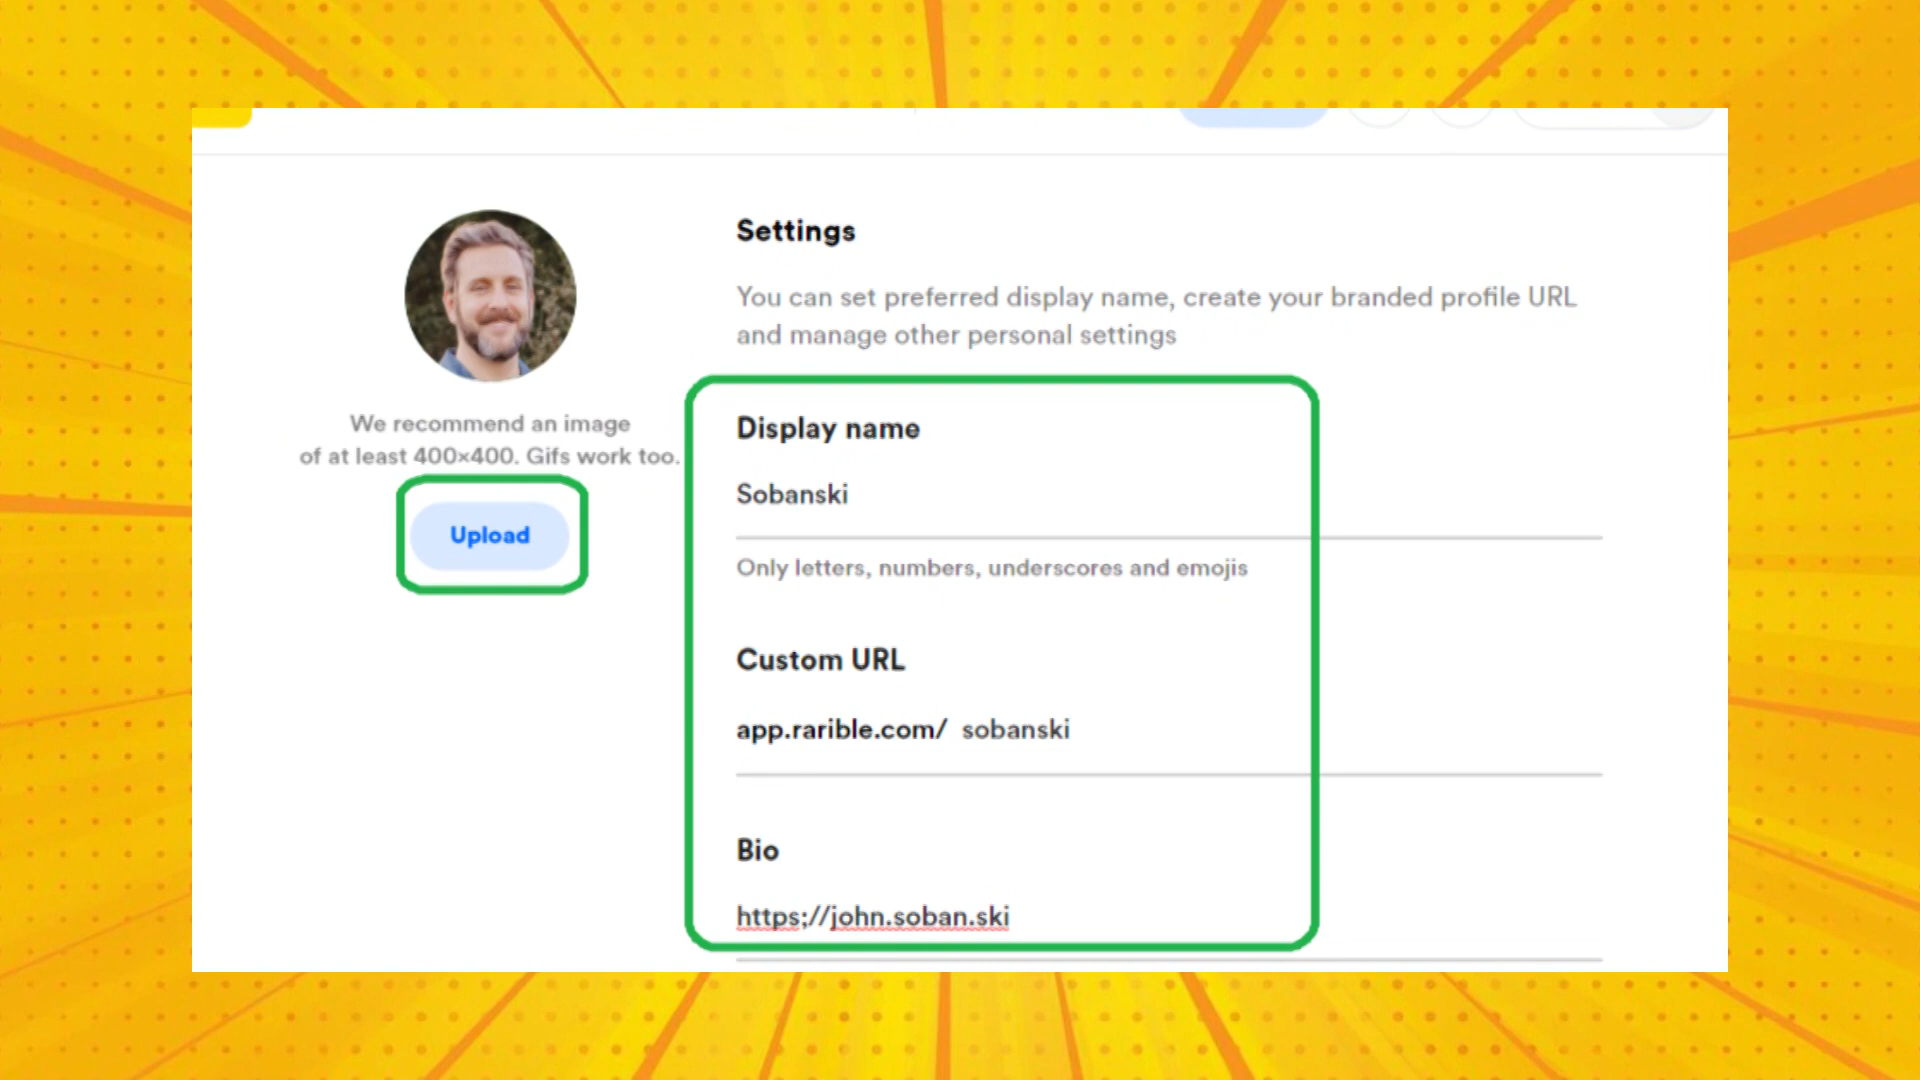 We recommend an image
of at least 400×400. Gifs work too.
Upload
Settings
You can set preferred display name, create your branded profile URL
and manage other personal settings
Display name
Sobanski
Only letters, numbers, underscores and emojis
Custom URL
app.rarible.com/ sobanski
Bio
https;//john.soban.ski